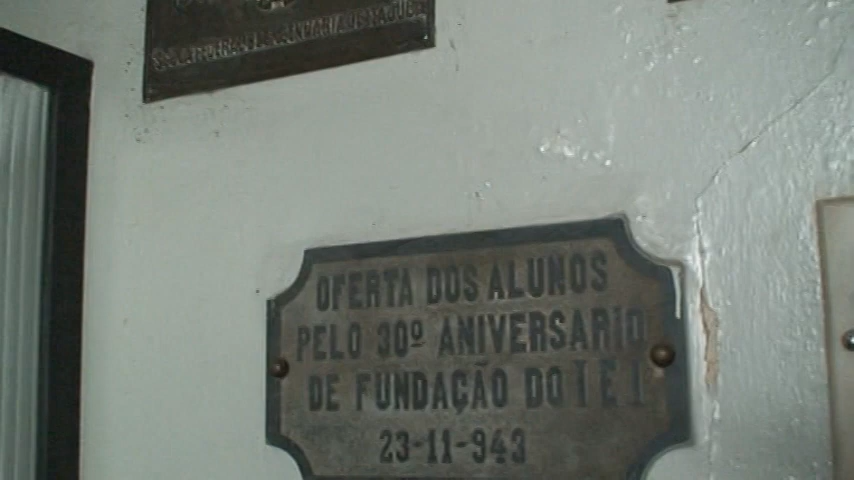 OFERTA DOS ALUNOS
PELO 30º ANIVERSARIO
DE FUNDAÇÃO DO I E I
23-11-943